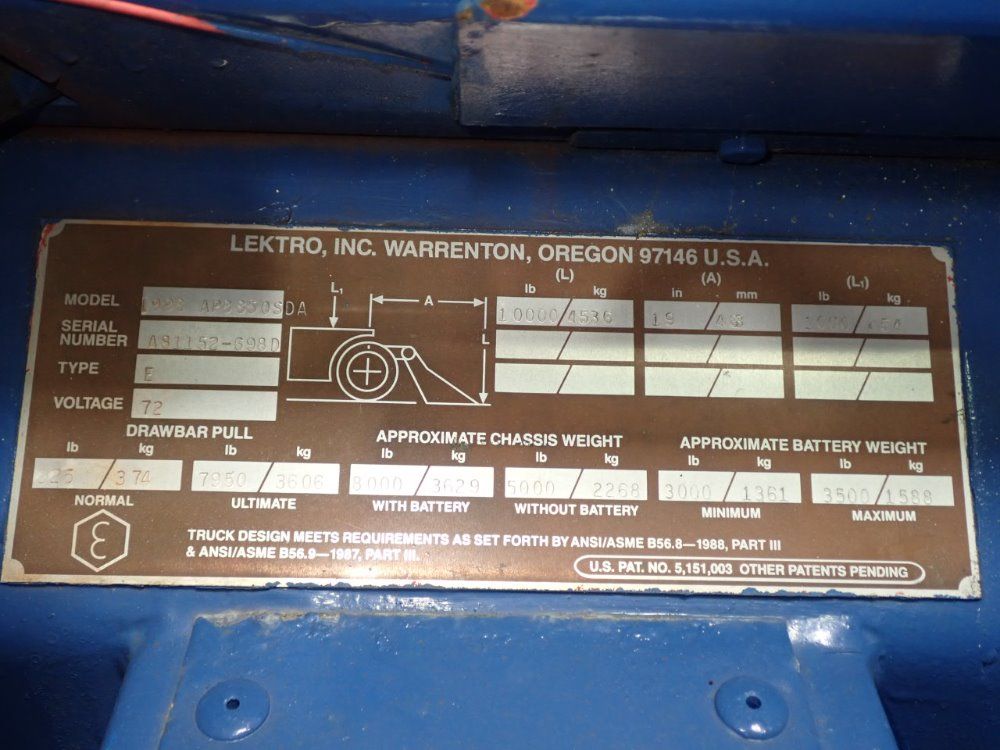 LEKTRO, INC. WARRENTON, OREGON 97146 U.S.A.
(L) (A) (L₁)
lb kg in mm lb kg
MODEL 1998 AP8850SDA L₁ A 10000/4536 19 /
SERIAL NUMBER A81152-698D L / / /
TYPE E / / /
VOLTAGE 72
DRAWBAR PULL APPROXIMATE CHASSIS WEIGHT APPROXIMATE BATTERY WEIGHT
lb kg lb kg lb kg lb kg lb kg lb kg
/ 374 7950 / 3606 8000 / 3629 5000 / 2268 3000 / 1361 3500 / 1588
NORMAL ULTIMATE WITH BATTERY WITHOUT BATTERY MINIMUM MAXIMUM
E
TRUCK DESIGN MEETS REQUIREMENTS AS SET FORTH BY ANSI/ASME B56.8—1988, PART III
& ANSI/ASME B56.9—1987, PART III.
U.S. PAT. NO. 5,151,003 OTHER PATENTS PENDING